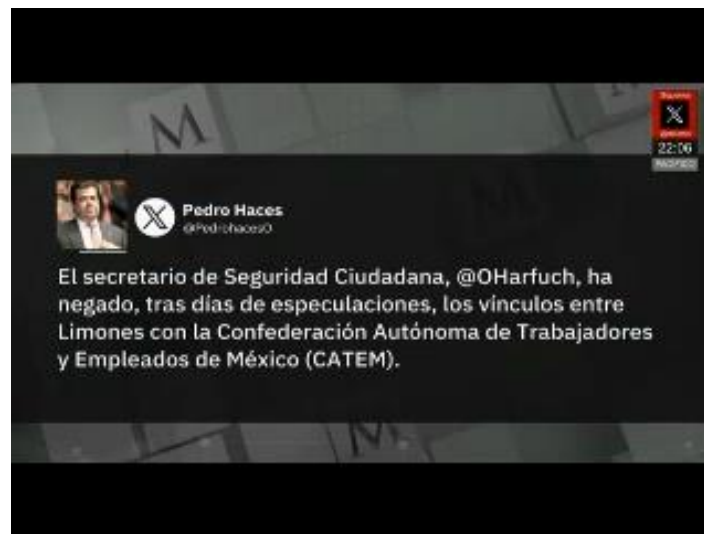 M
22:06
PACÍFICO
Pedro Haces
@PedrohacesO
El secretario de Seguridad Ciudadana, @OHarfuch, ha
negado, tras días de especulaciones, los vínculos entre
Limones con la Confederación Autónoma de Trabajadores
y Empleados de México (CATEM).
M